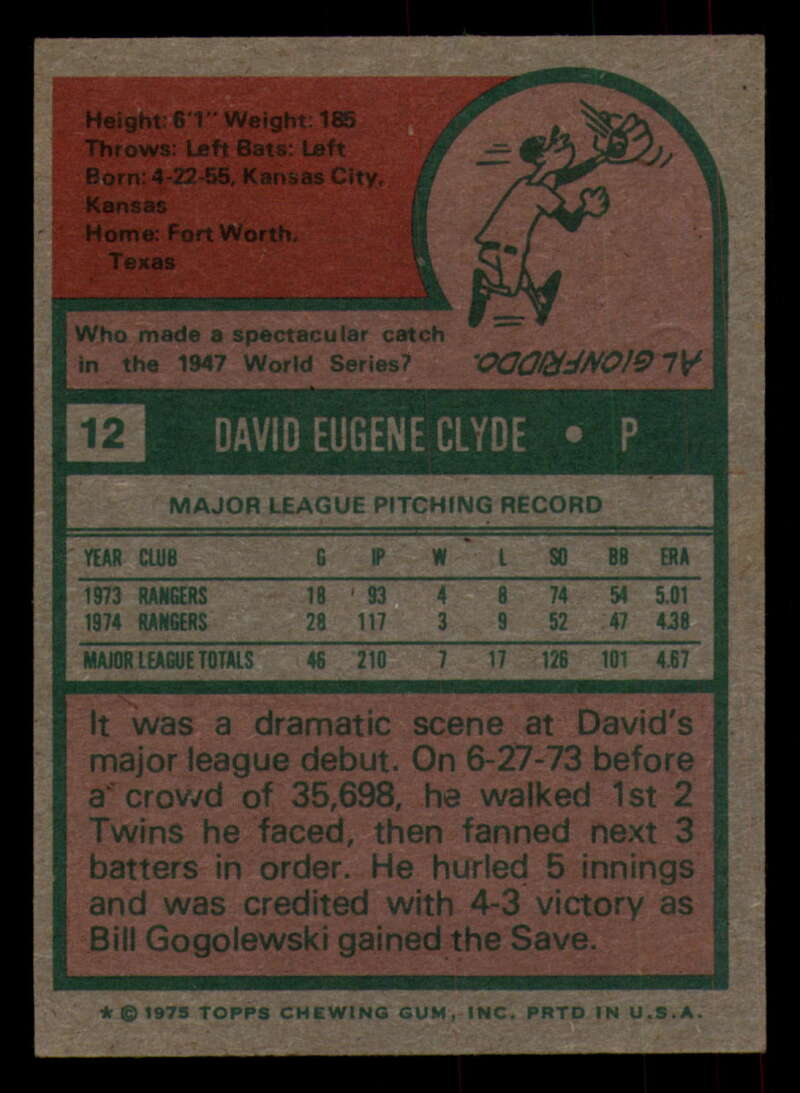 Height: 6'1" Weight: 185
Throws: Left Bats: Left
Born: 4-22-55, Kansas City,
Kansas
Home: Fort Worth,
Texas
Who made a spectacular catch
in the 1947 World Series?
AL GIONFRIDDO.
12 DAVID EUGENE CLYDE • P
MAJOR LEAGUE PITCHING RECORD
YEAR CLUB G IP W L SO BB ERA
1973 RANGERS 18 93 4 8 74 54 5.01
1974 RANGERS 28 117 3 9 52 47 4.38
MAJOR LEAGUE TOTALS 46 210 7 17 126 101 4.67
It was a dramatic scene at David's
major league debut. On 6-27-73 before
a crowd of 35,698, he walked 1st 2
Twins he faced, then fanned next 3
batters in order. He hurled 5 innings
and was credited with 4-3 victory as
Bill Gogolewski gained the Save.
* © 1975 TOPPS CHEWING GUM, INC. PRTD IN U.S.A.